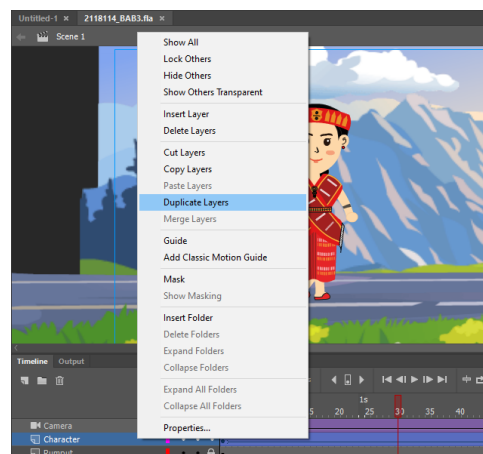 Untitled-1 ×
2118114_BAB3.fla ×
Scene 1
Show All
Lock Others
Hide Others
Show Others Transparent
Insert Layer
Delete Layers
Cut Layers
Copy Layers
Paste Layers
Duplicate Layers
Merge Layers
Guide
Add Classic Motion Guide
Mask
Show Masking
Insert Folder
Delete Folders
Expand Folders
Collapse Folders
Expand All Folders
Collapse All Folders
Properties...
Timeline Output
1s
5 20 25 30 35 40
Camera
Character
Rumput